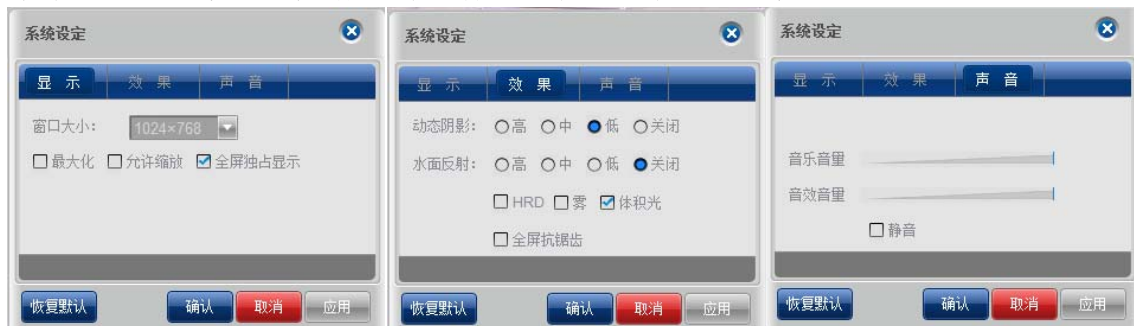 系统设定
显示 效果 声音
窗口大小: 1024×768
最大化 允许缩放 全屏独占显示
恢复默认 确认 取消 应用
系统设定
显示 效果 声音
动态阴影: 高 中 低 关闭
水面反射: 高 中 低 关闭
HRD 雾 体积光
全屏抗锯齿
恢复默认 确认 取消 应用
系统设定
显示 效果 声音
音乐音里
音效音里
静音
恢复默认 确认 取消 应用